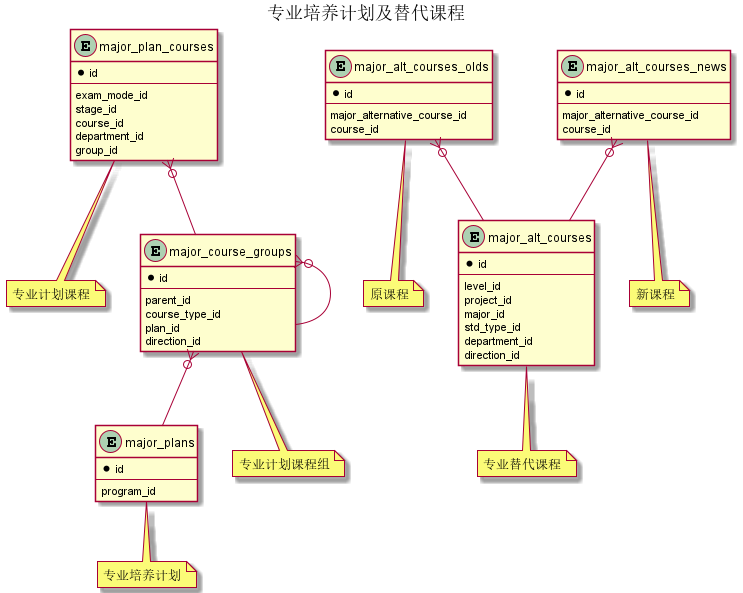 专业培养计划及替代课程
E major_plan_courses
id
exam_mode_id
stage_id
course_id
department_id
group_id
E major_alt_courses_olds
id
major_alternative_course_id
course_id
E major_alt_courses_news
id
major_alternative_course_id
course_id
专业计划课程
E major_course_groups
id
parent_id
course_type_id
plan_id
direction_id
原课程
E major_alt_courses
id
level_id
project_id
major_id
std_type_id
department_id
direction_id
新课程
E major_plans
id
program_id
专业计划课程组
专业替代课程
专业培养计划